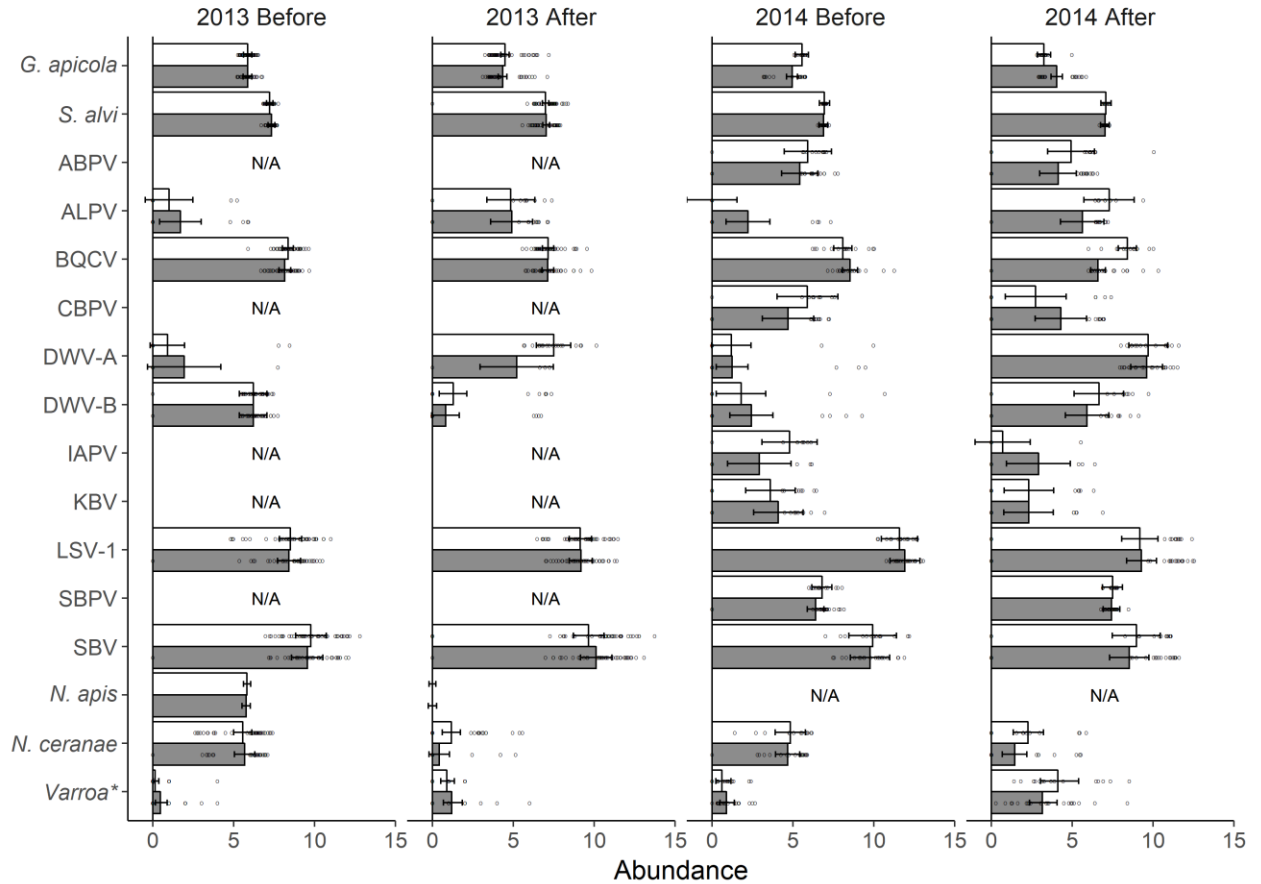 2013 Before 2013 After 2014 Before 2014 After
G. apicola
S. alvi
ABPV N/A N/A
ALPV
BQCV
CBPV N/A N/A
DWV-A
DWV-B
IAPV N/A N/A
KBV N/A N/A
LSV-1
SBPV N/A N/A
SBV
N. apis N/A N/A
N. ceranae
Varroa*
0 5 10 15 0 5 10 15 0 5 10 15 0 5 10 15
Abundance